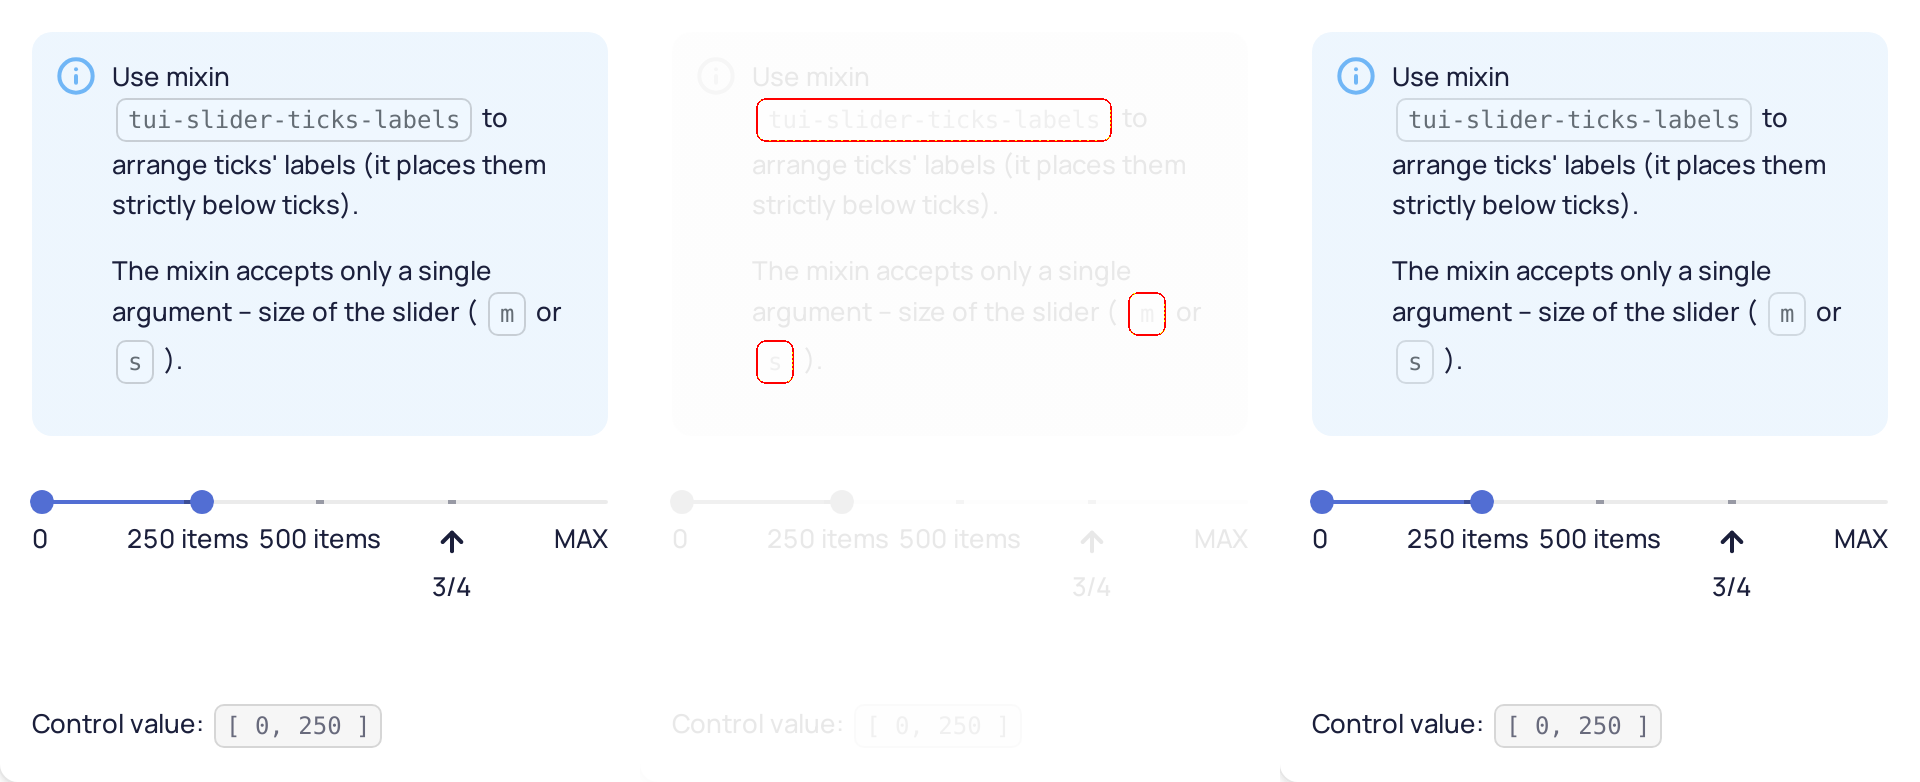 Use mixin
tui-slider-ticks-labels to
arrange ticks' labels (it places them
strictly below ticks).
The mixin accepts only a single
argument – size of the slider ( m or
s ).
0 250 items 500 items MAX
3/4
Control value: [ 0, 250 ]
Use mixin
tui-slider-ticks-labels to
arrange ticks' labels (it places them
strictly below ticks).
The mixin accepts only a single
argument – size of the slider ( m or
s ).
0 250 items 500 items MAX
3/4
Control value: [ 0, 250 ]
Use mixin
tui-slider-ticks-labels to
arrange ticks' labels (it places them
strictly below ticks).
The mixin accepts only a single
argument – size of the slider ( m or
s ).
0 250 items 500 items MAX
3/4
Control value: [ 0, 250 ]